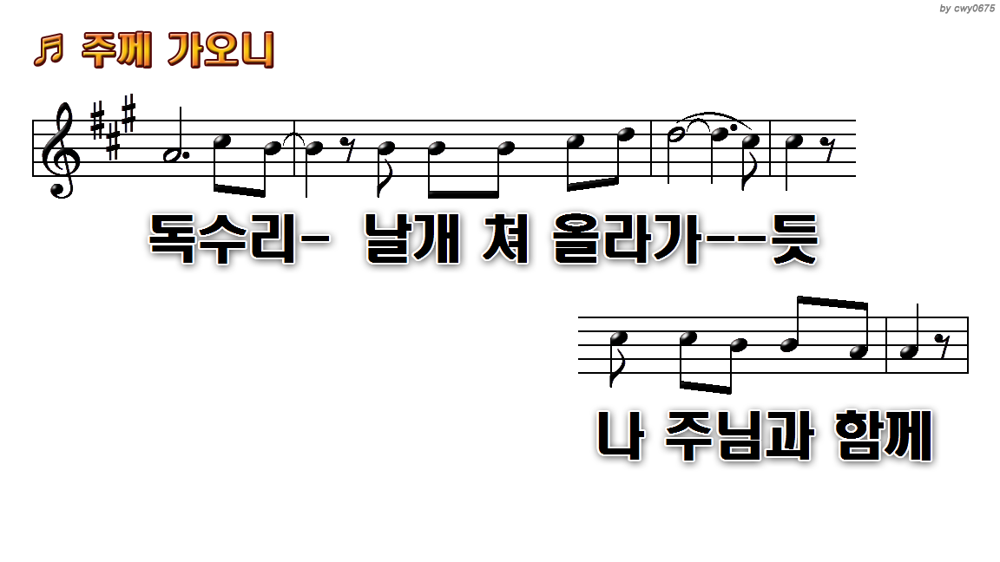 by cwy0675
♬ 주께 가오니
독수리- 날개 쳐 올라가--듯
나 주님과 함께